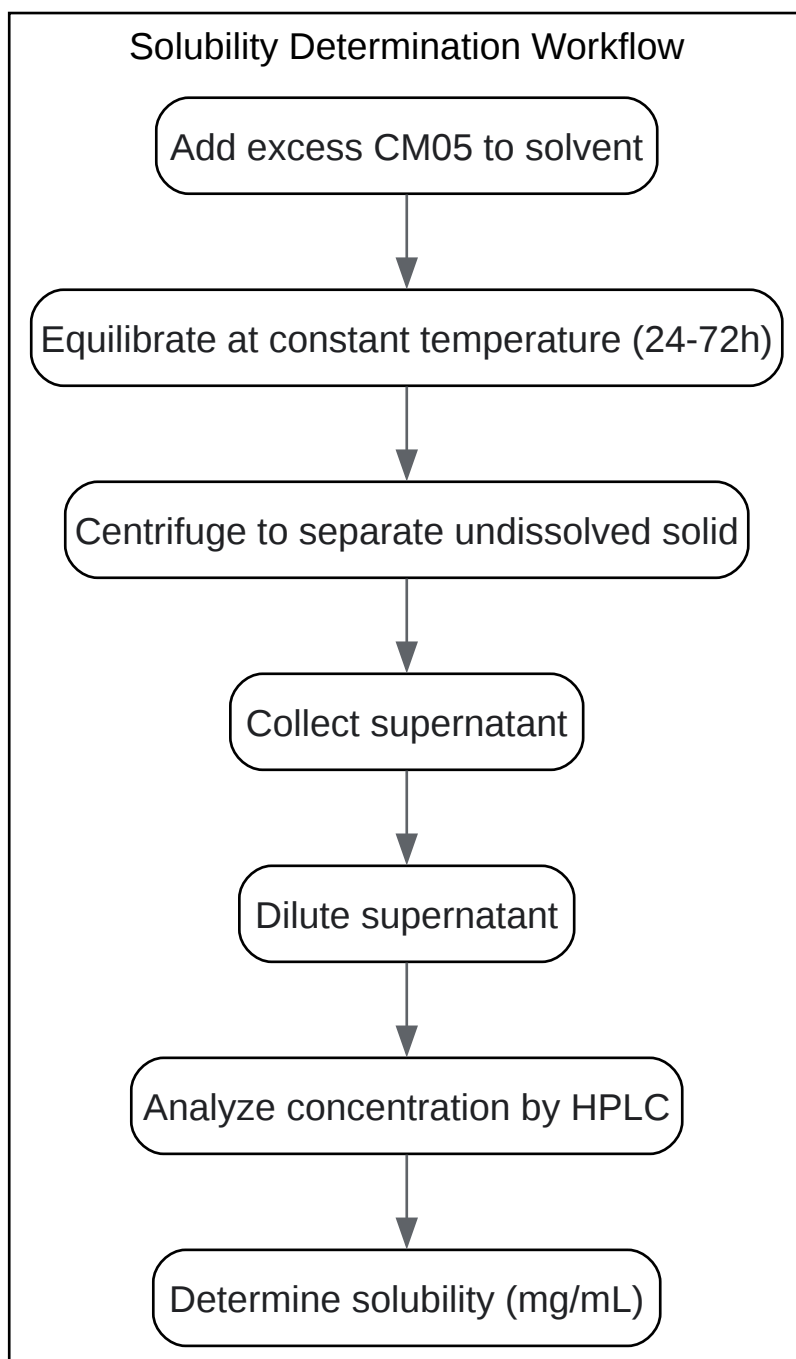 Solubility Determination Workflow
Add excess CM05 to solvent
Equilibrate at constant temperature (24-72h)
Centrifuge to separate undissolved solid
Collect supernatant
Dilute supernatant
Analyze concentration by HPLC
Determine solubility (mg/mL)